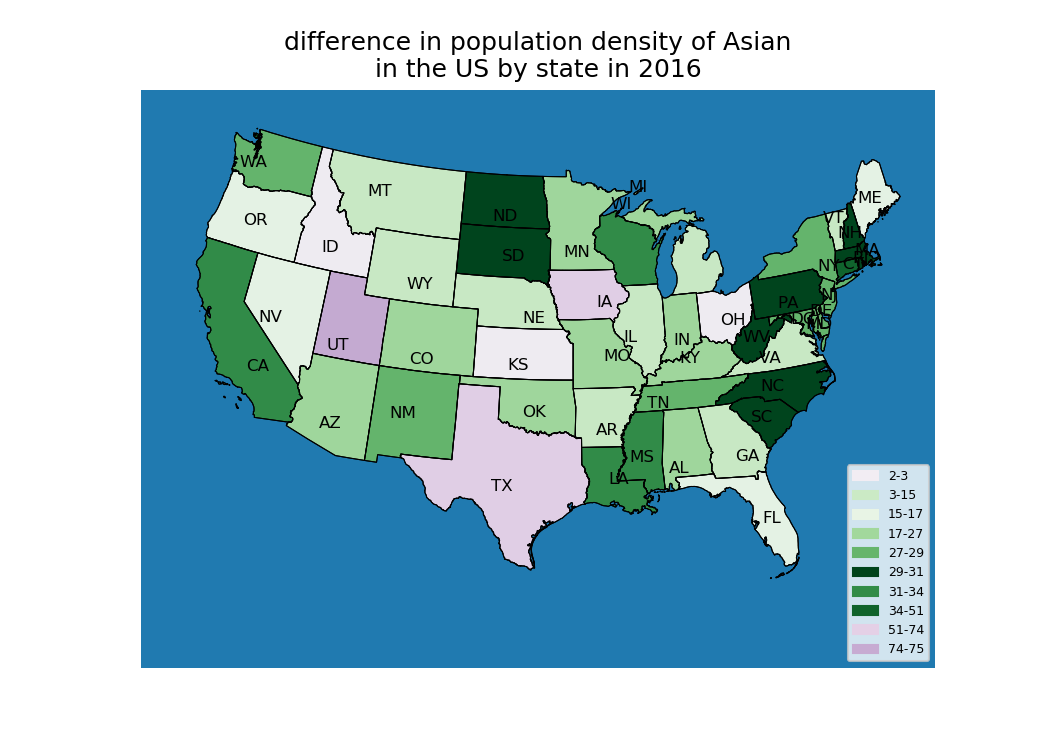 difference in population density of Asian
in the US by state in 2016
WA
MT
ME
ND
MI
WI
OR
VT
NH
ID
SD
MN
MA
NY
CT
WY
IA
PA
NJ
NV
NE
OH
DE
DC
MD
UT
IL
IN
WV
CO
KS
MO
KY
VA
CA
NC
AZ
NM
OK
TN
SC
AR
MS
AL
GA
TX
LA
FL
2-3
3-15
15-17
17-27
27-29
29-31
31-34
34-51
51-74
74-75